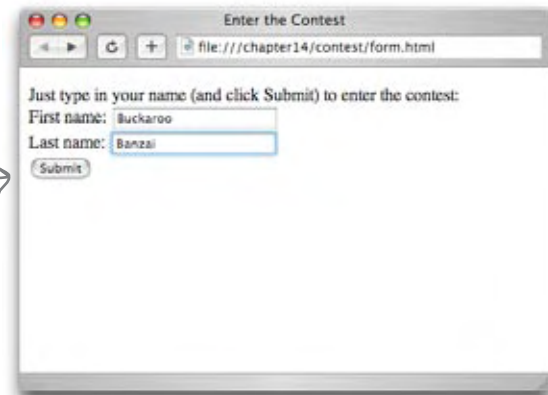 Enter the Contest
file:///chapter14/contest/form.html
Just type in your name (and click Submit) to enter the contest:
First name: Buckaroo
Last name: Banzai
Submit